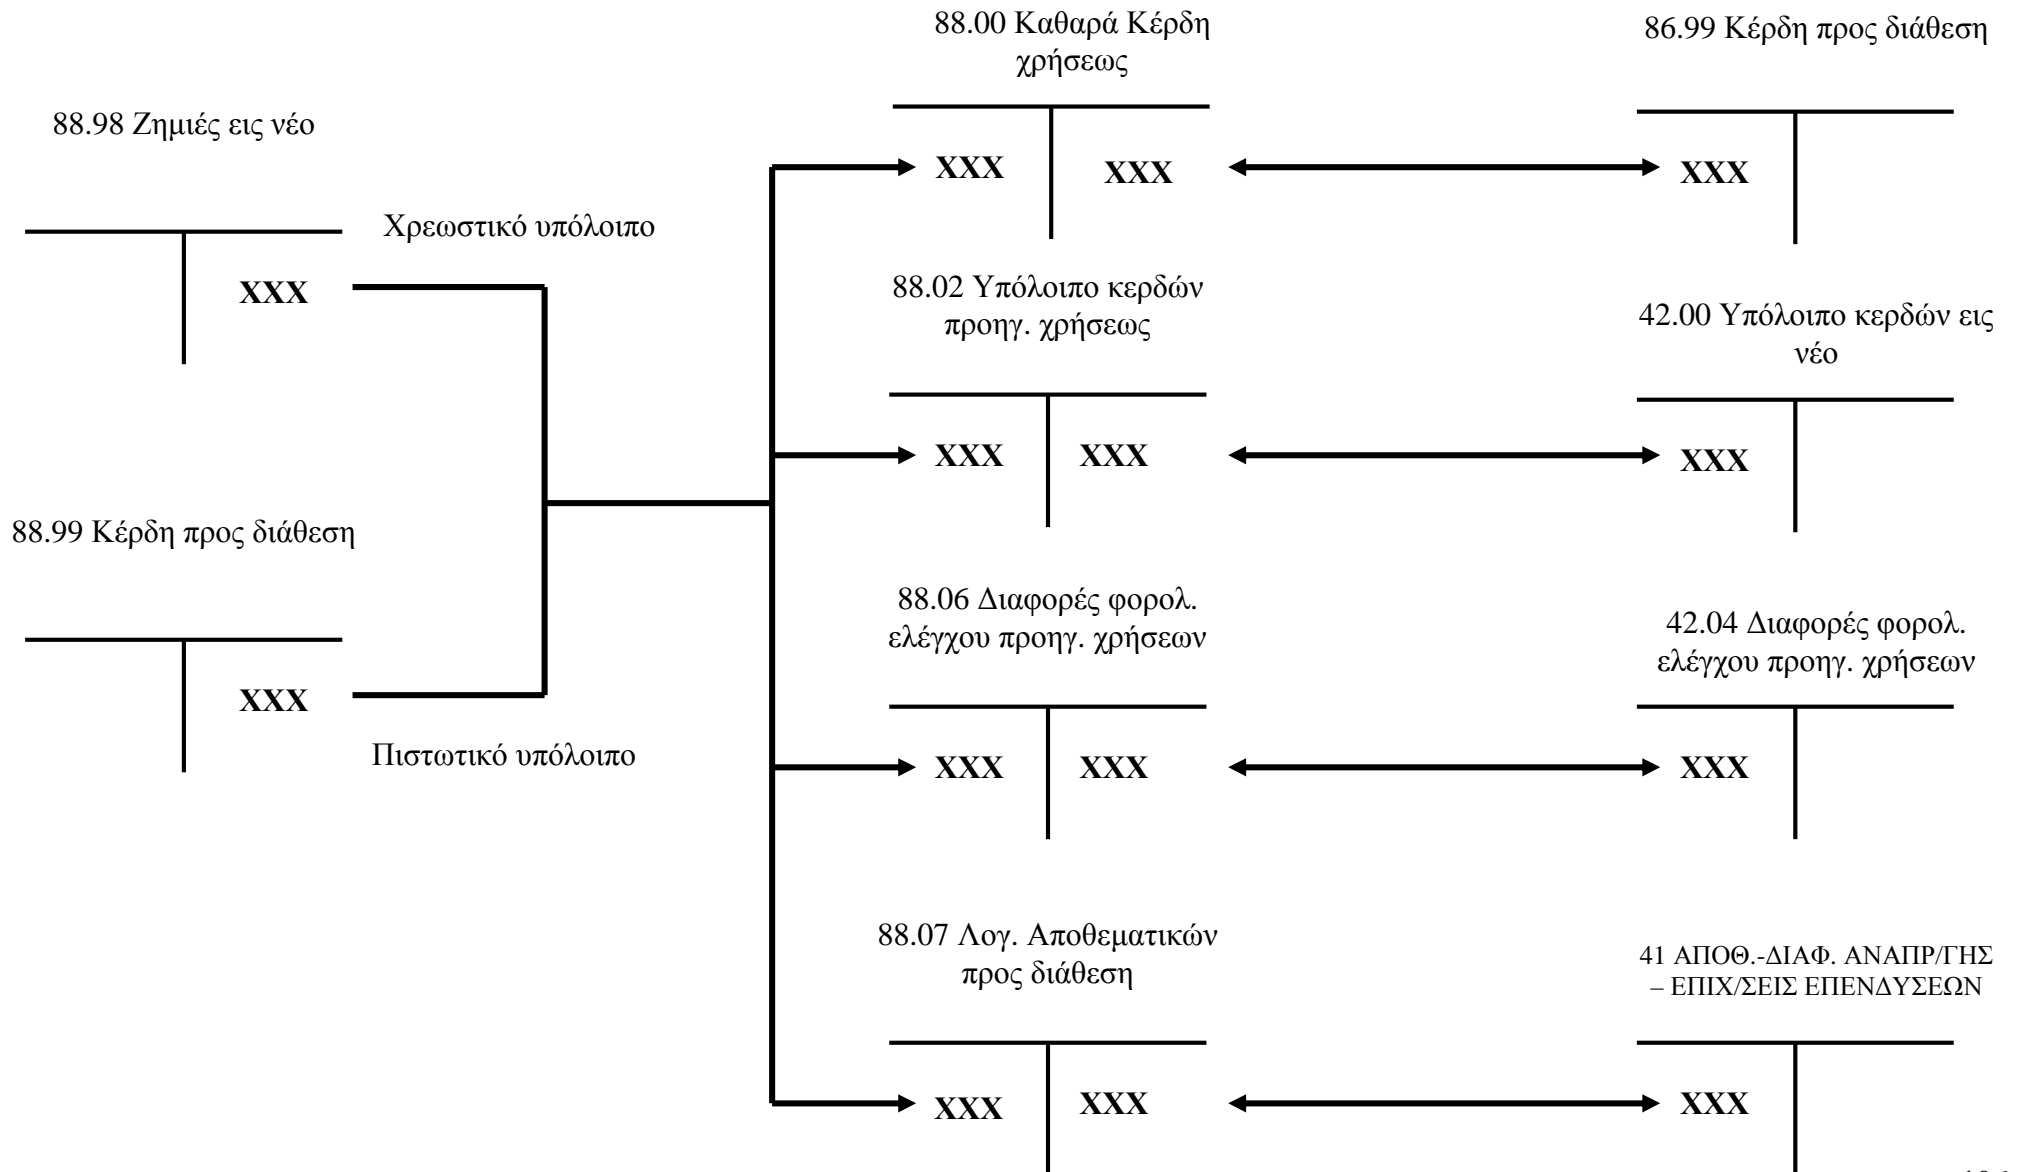 88.00 Καθαρά Κέρδη
χρήσεως
86.99 Κέρδη προς διάθεση
88.98 Ζημιές εις νέο
XXX
XXX
XXX
Χρεωστικό υπόλοιπο
XXX
88.02 Υπόλοιπο κερδών
προηγ. χρήσεως
42.00 Υπόλοιπο κερδών εις
νέο
XXX
XXX
XXX
88.99 Κέρδη προς διάθεση
XXX
Πιστωτικό υπόλοιπο
88.06 Διαφορές φορολ.
ελέγχου προηγ. χρήσεων
42.04 Διαφορές φορολ.
ελέγχου προηγ. χρήσεων
XXX
XXX
XXX
88.07 Λογ. Αποθεματικών
προς διάθεση
41 ΑΠΟΘ.-ΔΙΑΦ. ΑΝΑΠΡ/ΓΗΣ
– ΕΠΙΧ/ΣΕΙΣ ΕΠΕΝΔΥΣΕΩΝ
XXX
XXX
XXX